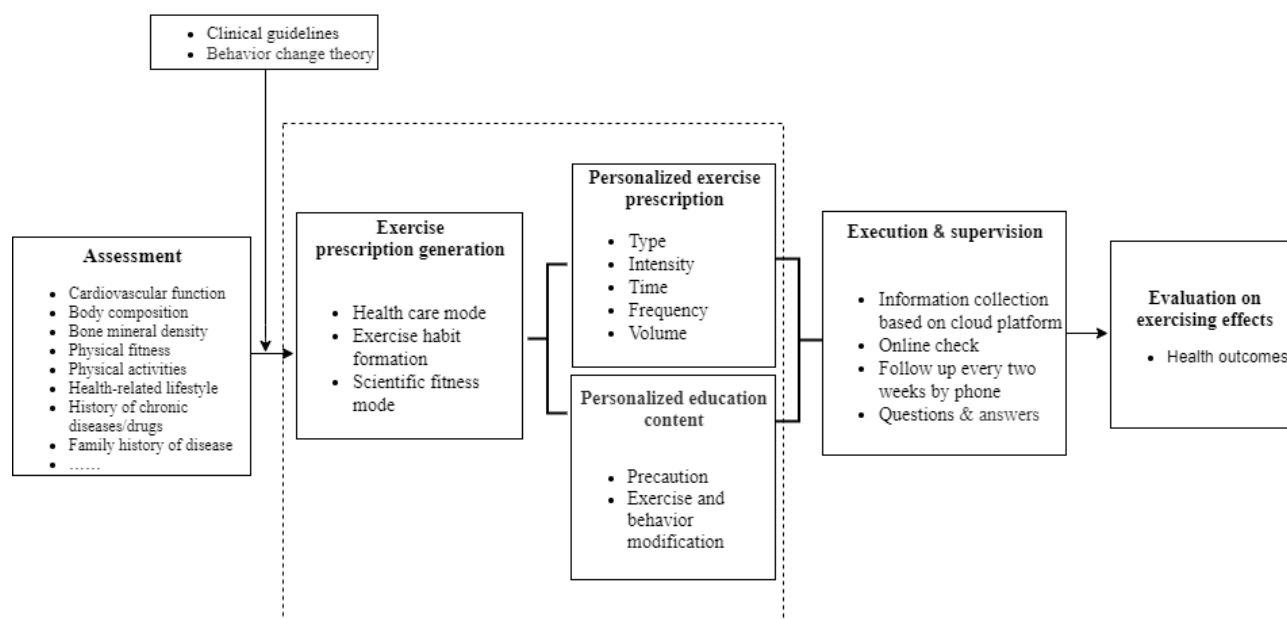 • Clinical guidelines
• Behavior change theory
Assessment
• Cardiovascular function
• Body composition
• Bone mineral density
• Physical fitness
• Physical activities
• Health-related lifestyle
• History of chronic
diseases/drugs
• Family history of disease
• ......
Exercise
prescription generation
• Health care mode
• Exercise habit
formation
• Scientific fitness
mode
Personalized exercise
prescription
• Type
• Intensity
• Time
• Frequency
• Volume
Personalized education
content
• Precaution
• Exercise and
behavior
modification
Execution & supervision
• Information collection
based on cloud platform
• Online check
• Follow up every two
weeks by phone
• Questions & answers
Evaluation on
exercising effects
• Health outcomes